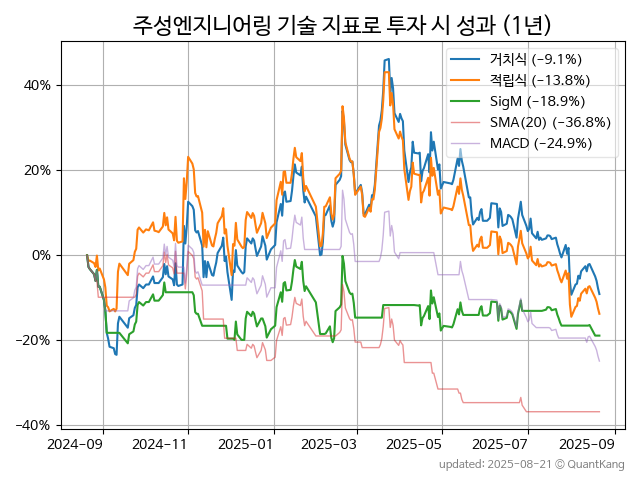 주성엔지니어링 기술 지표로 투자 시 성과 (1년)
거치식 (−9.1%)
적립식 (−13.8%)
SigM (−18.9%)
SMA(20) (−36.8%)
MACD (−24.9%)
40%
20%
0%
−20%
−40%
2024-09 2024-11 2025-01 2025-03 2025-05 2025-07 2025-09
updated: 2025-08-21 © QuantKang